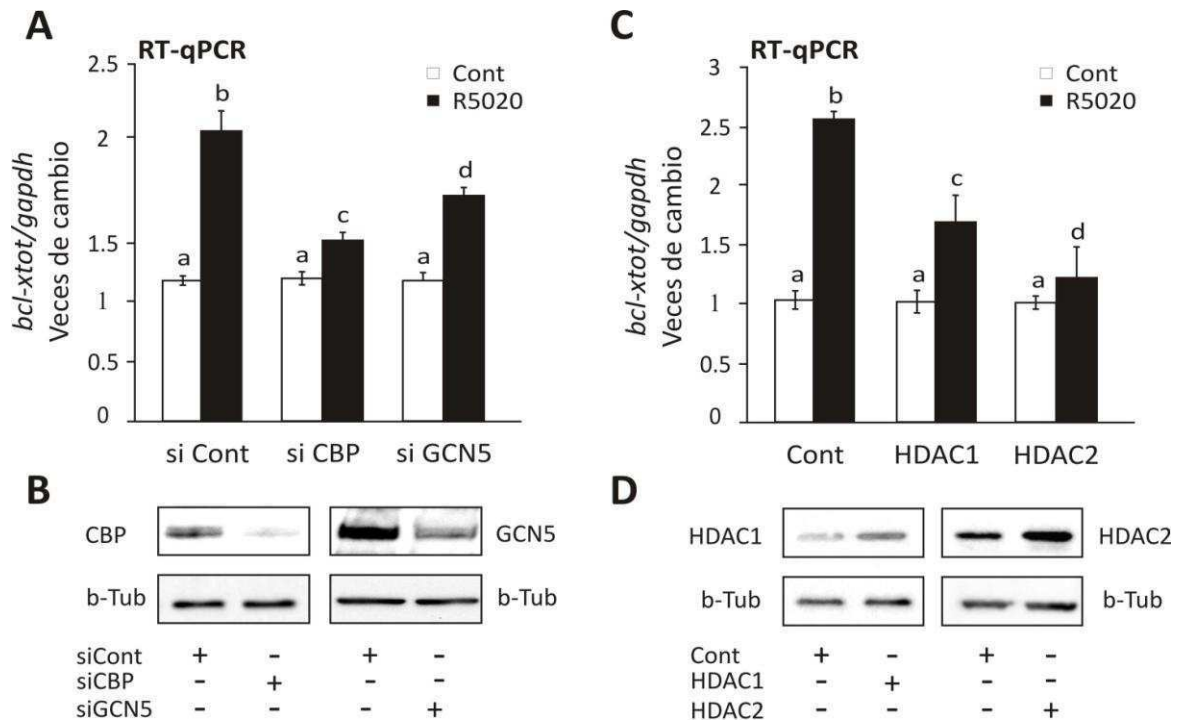 A
RT-qPCR
bcl-xtot/gapdh
Veces de cambio
2.5
2
1.5
1
0.5
0
Cont
R5020
a
b
a
c
a
d
si Cont
si CBP
si GCN5
C
RT-qPCR
bcl-xtot/gapdh
Veces de cambio
3
2.5
2
1.5
1
0.5
0
Cont
R5020
a
b
a
c
a
d
Cont
HDAC1
HDAC2
B
CBP
GCN5
b-Tub
b-Tub
siCont + - + -
siCBP - + - -
siGCN5 - - - +
D
HDAC1
HDAC2
b-Tub
b-Tub
Cont + - + -
HDAC1 - + - -
HDAC2 - - - +